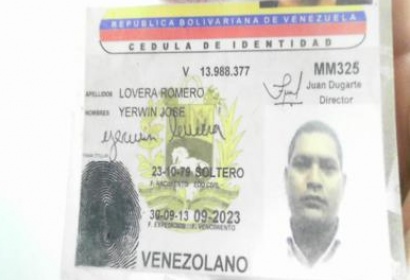 REPUBLICA BOLIVARIANA DE VENEZUELA
CEDULA DE IDENTIDAD
V 13.988.377
MM325
Juan Dugarte
Director
APELLIDOS LOVERA ROMERO
NOMBRES YERWIN JOSE
23-10-79 SOLTERO
F. NACIMIENTO EDO CIVIL
30-09-13 09-2023
F. EXPEDICION F. VENCIMIENTO
VENEZOLANO